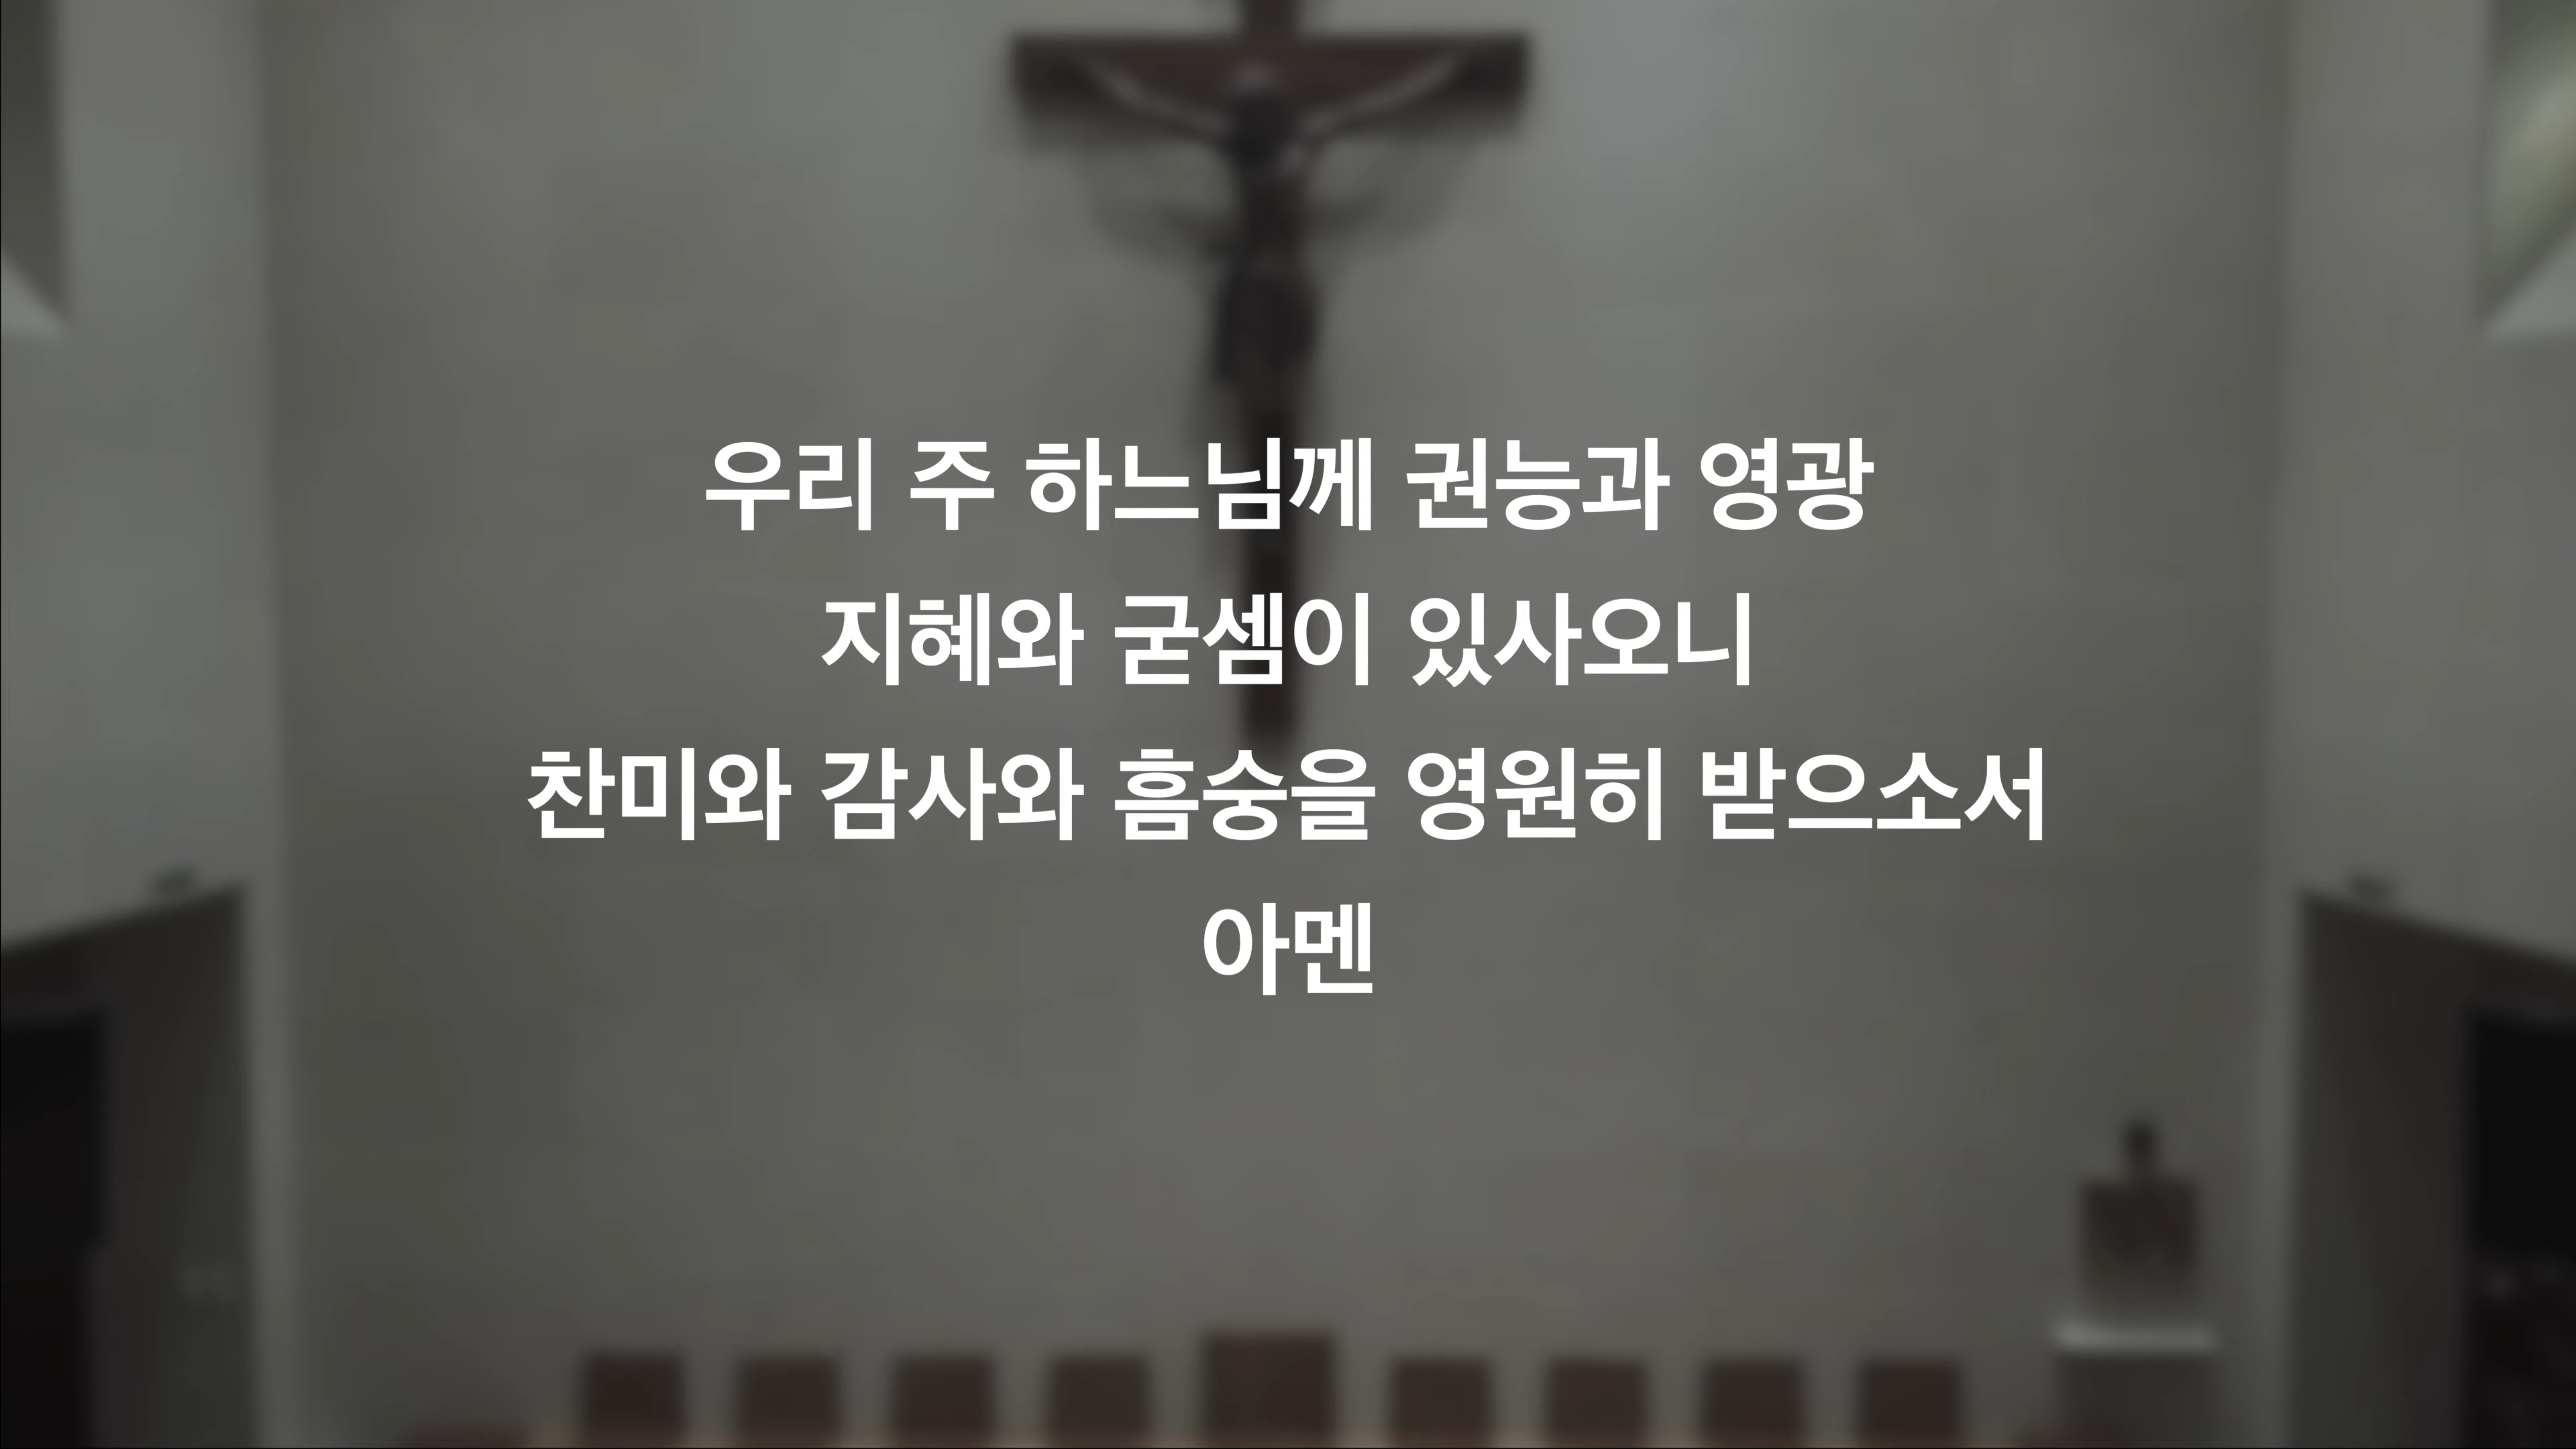 우리 주 하느님께 권능과 영광
지혜와 굳셈이 있사오니
찬미와 감사와 흠숭을 영원히 받으소서
아멘